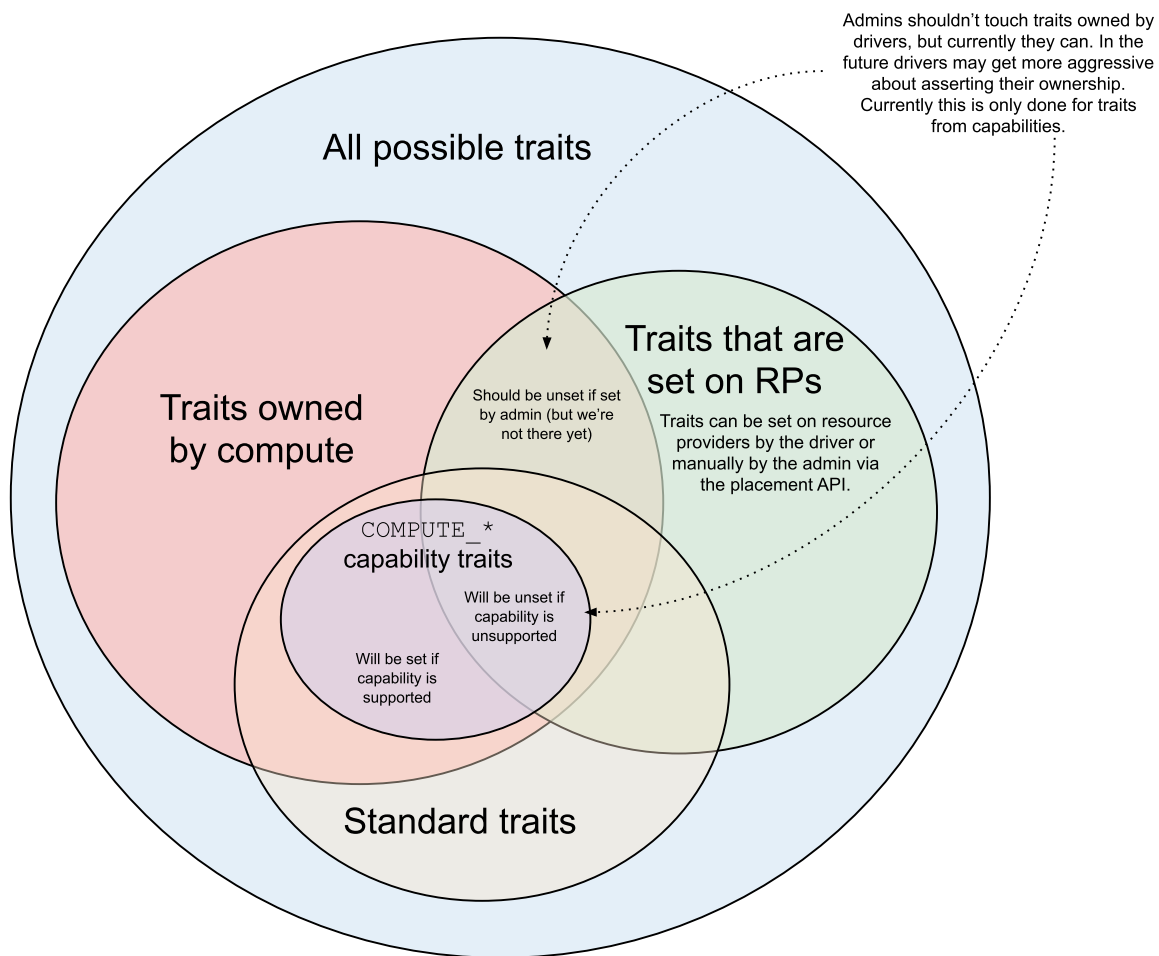 Admins shouldn’t touch traits owned by
drivers, but currently they can. In the
future drivers may get more aggressive
about asserting their ownership.
Currently this is only done for traits
from capabilities.
All possible traits
Traits that are
set on RPs
Traits can be set on resource
providers by the driver or
manually by the admin via
the placement API.
Traits owned
by compute
Should be unset if set
by admin (but we’re
not there yet)
COMPUTE_*
capability traits
Will be unset if
capability is
unsupported
Will be set if
capability is
supported
Standard traits